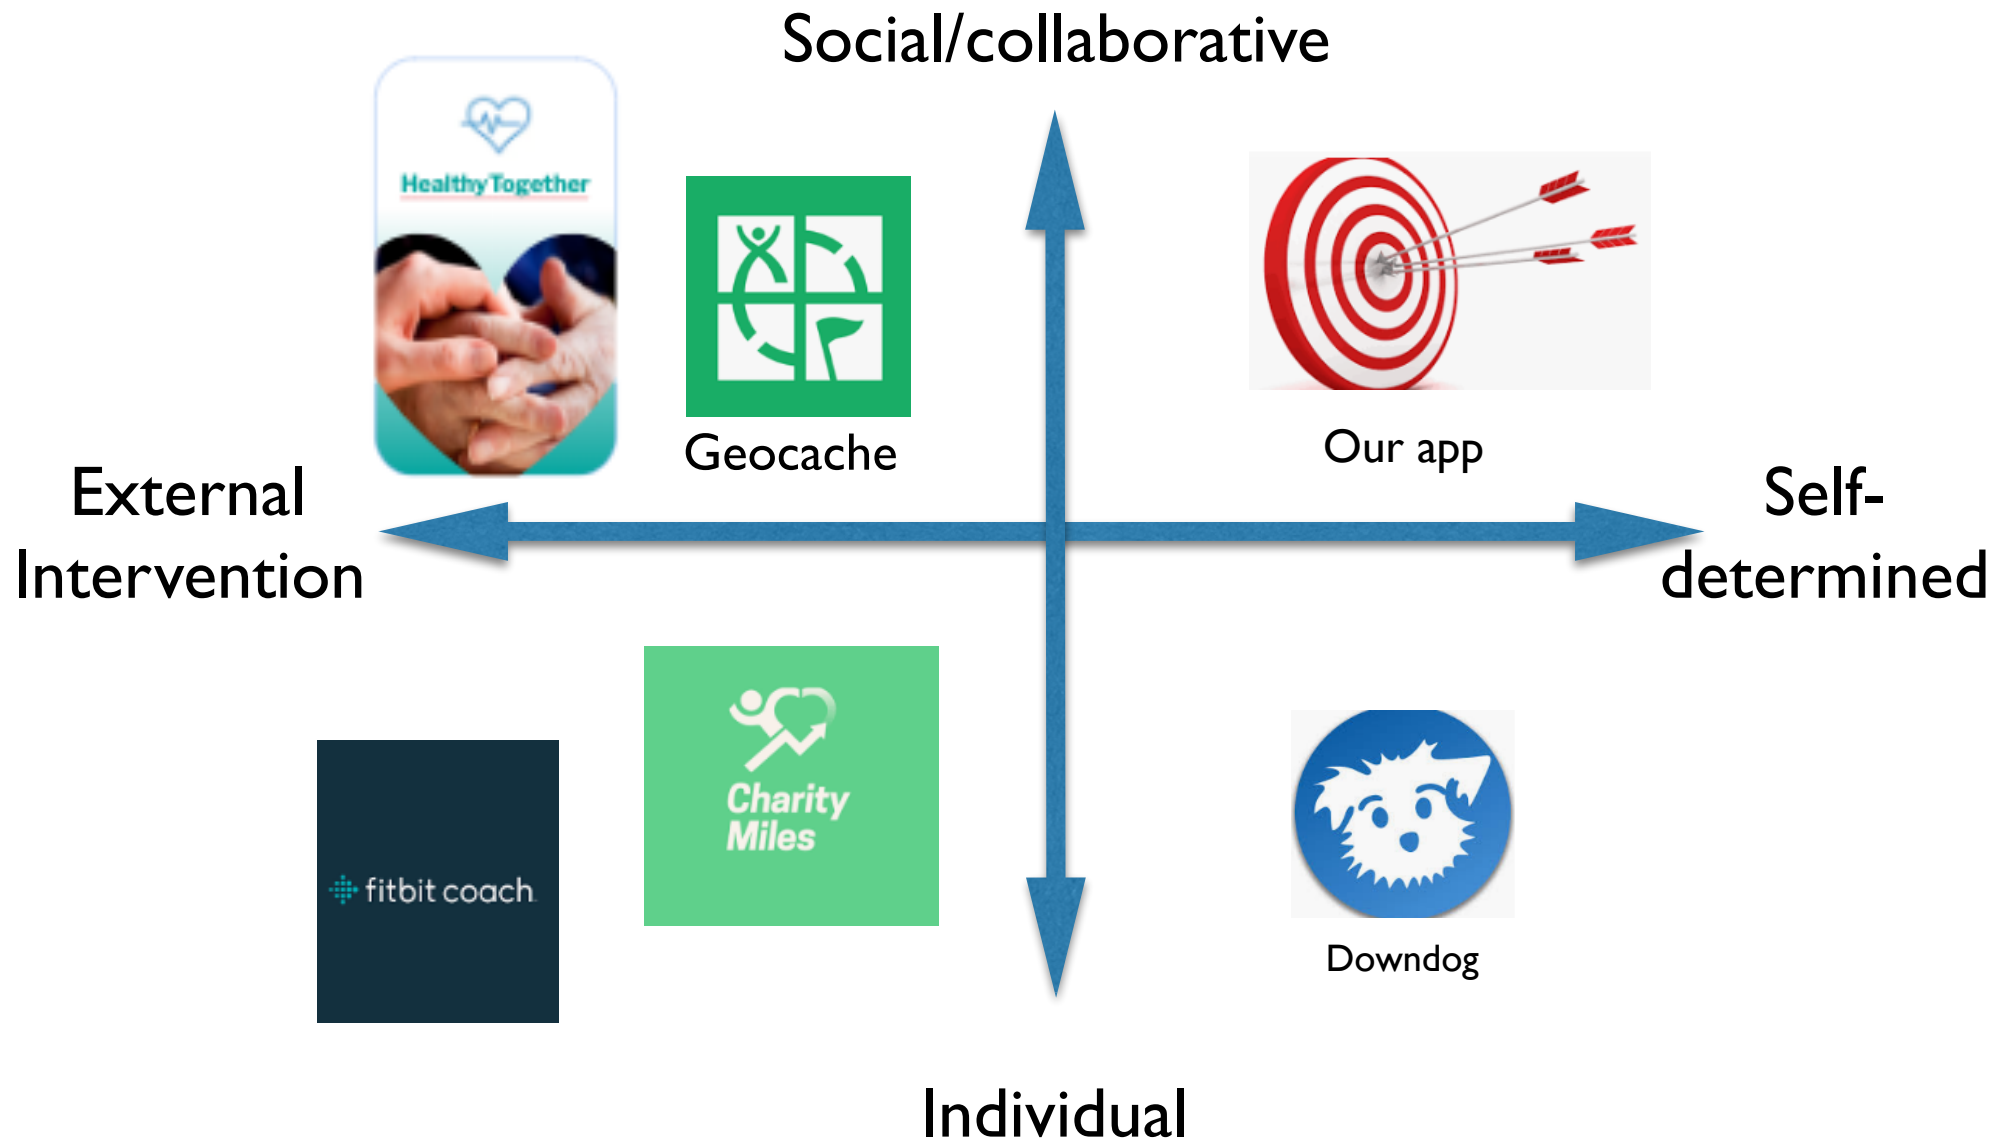 Social/collaborative
HealthyTogether
Geocache
Our app
External
Intervention
Self-
determined
Charity
Miles
fitbit coach
Downdog
Individual